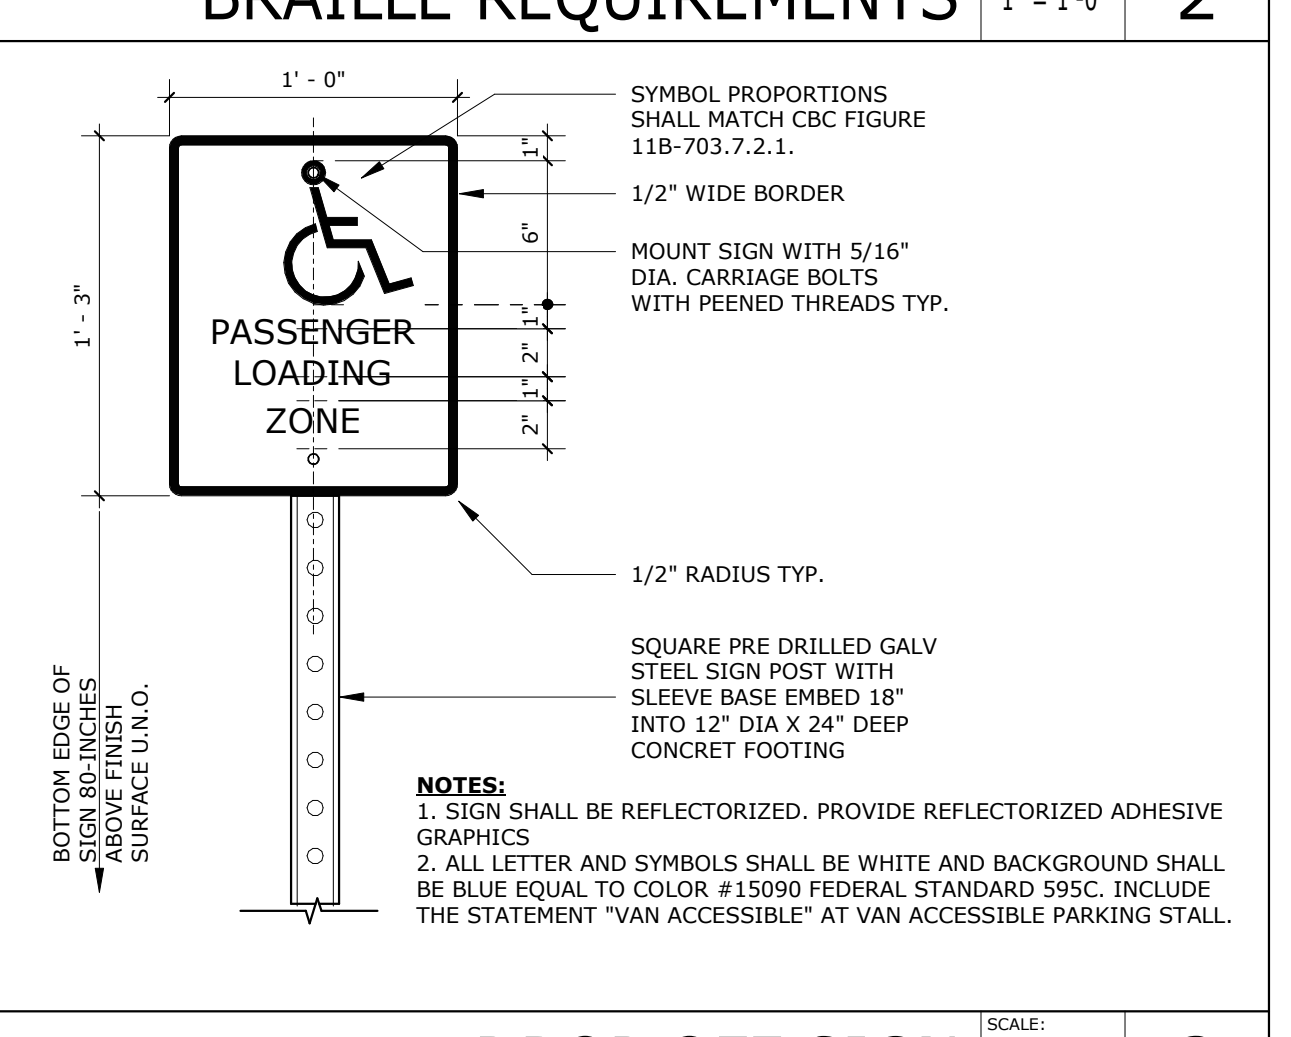 BRAILLE REQUIREMENTS
2
1' - 0"
SYMBOL PROPORTIONS
SHALL MATCH CBC FIGURE
11B-703.7.2.1.
1"
1/2" WIDE BORDER
6"
MOUNT SIGN WITH 5/16"
DIA. CARRIAGE BOLTS
WITH PEENED THREADS TYP.
1' - 3"
1"
PASSENGER
LOADING
ZONE
2"
1"
2"
1/2" RADIUS TYP.
SQUARE PRE DRILLED GALV
STEEL SIGN POST WITH
SLEEVE BASE EMBED 18"
INTO 12" DIA X 24" DEEP
CONCRET FOOTING
BOTTOM EDGE OF
SIGN 80-INCHES
ABOVE FINISH
SURFACE U.N.O.
NOTES:
1. SIGN SHALL BE REFLECTORIZED. PROVIDE REFLECTORIZED ADHESIVE
GRAPHICS
2. ALL LETTER AND SYMBOLS SHALL BE WHITE AND BACKGROUND SHALL
BE BLUE EQUAL TO COLOR #15090 FEDERAL STANDARD 595C. INCLUDE
THE STATEMENT "VAN ACCESSIBLE" AT VAN ACCESSIBLE PARKING STALL.
SCALE: